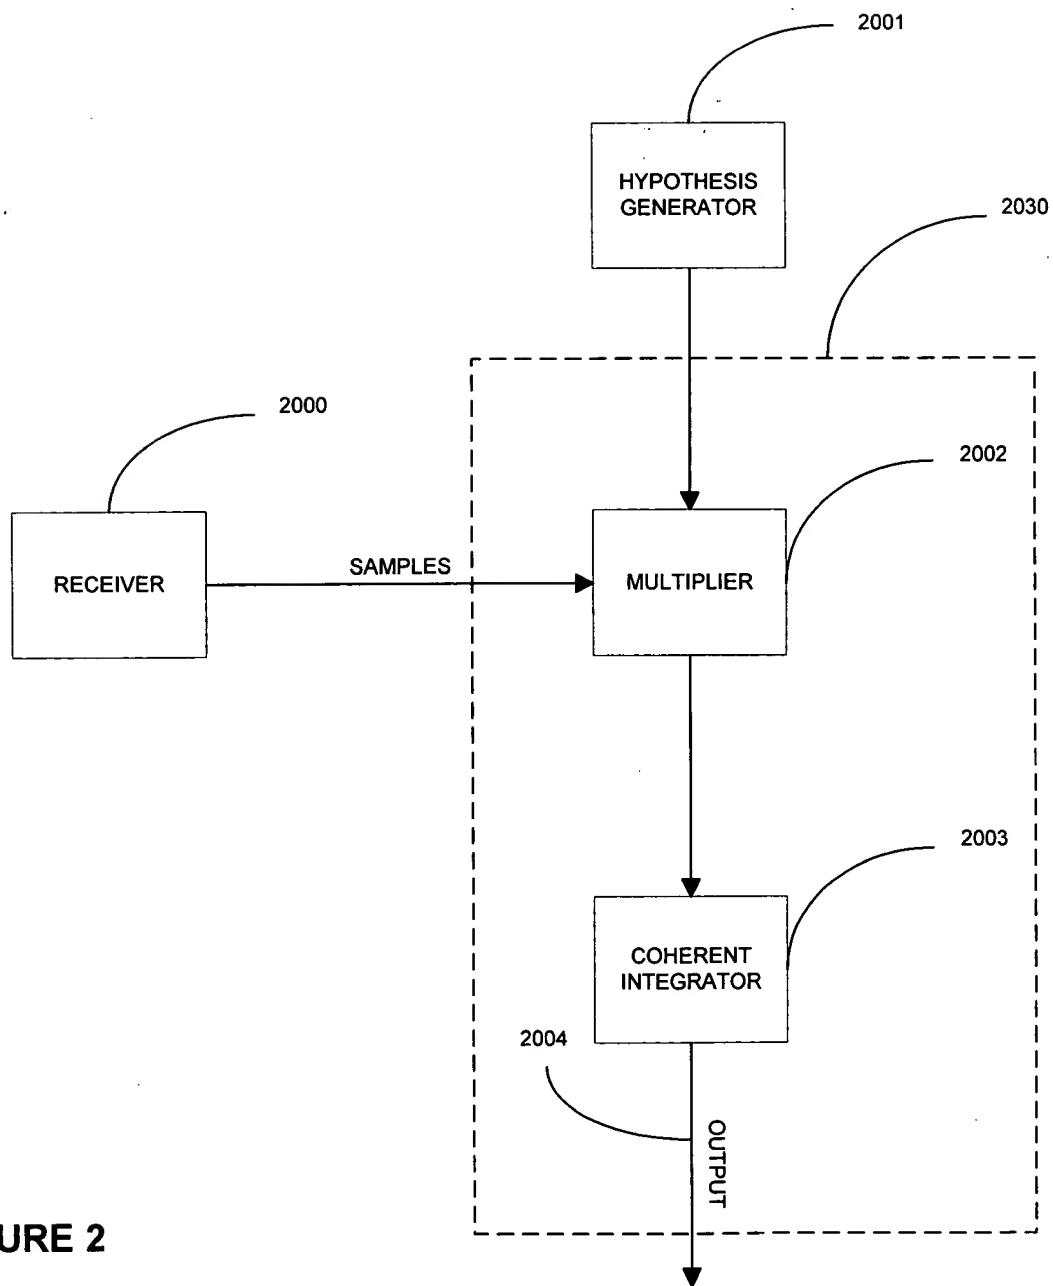 2001
HYPOTHESIS
GENERATOR
2030
2000
2002
RECEIVER
SAMPLES
MULTIPLIER
2003
COHERENT
INTEGRATOR
2004
OUTPUT
URE 2